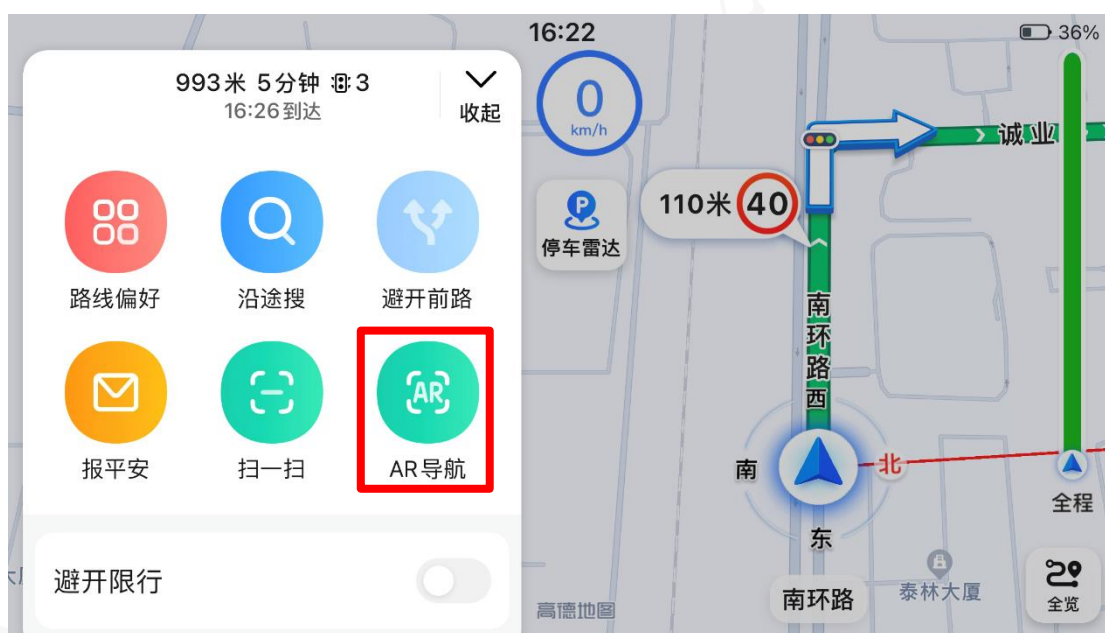 993米 5分钟 3
16:26到达
收起
路线偏好
沿途搜
避开前路
报平安
扫一扫
AR
AR导航
避开限行
16:22
36%
0
km/h
P
停车雷达
110米 40
诚业
南环路
西
南
北
东
全程
南环路
泰林大厦
全览
高德地图